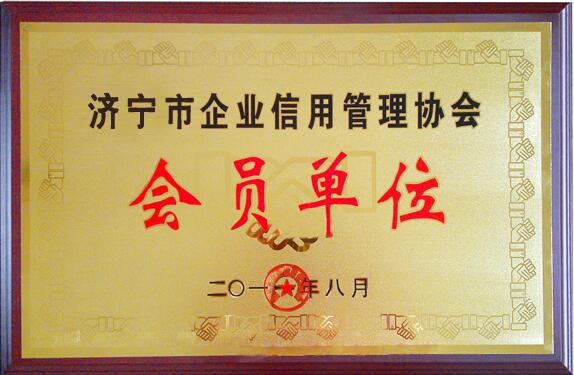 济宁市企业信用管理协会
会员单位
二〇一一年八月